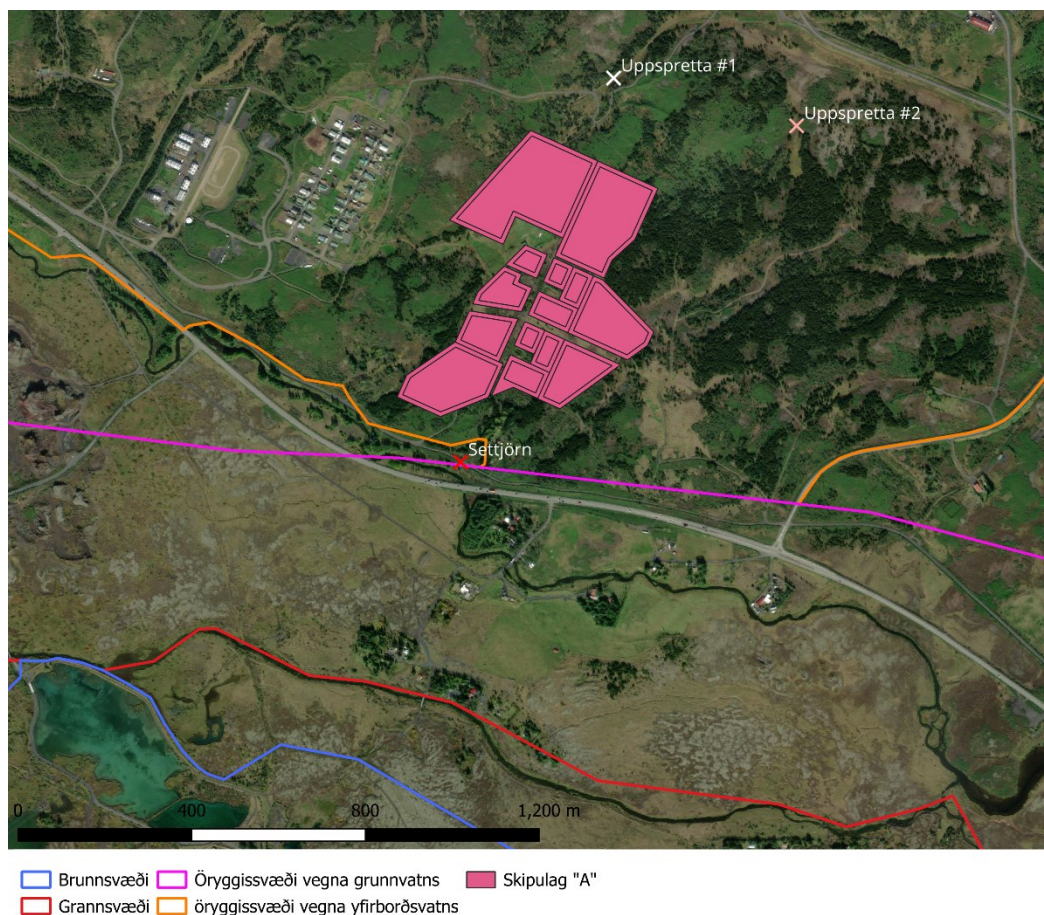 Uppspretta #1
Uppspretta #2
Settjörn
0 400 800 1,200 m
Brunnsvæði Öryggissvæði vegna grunnvatns Skipulag "A"
Grannsvæði öryggissvæði vegna yfirborðsvatns